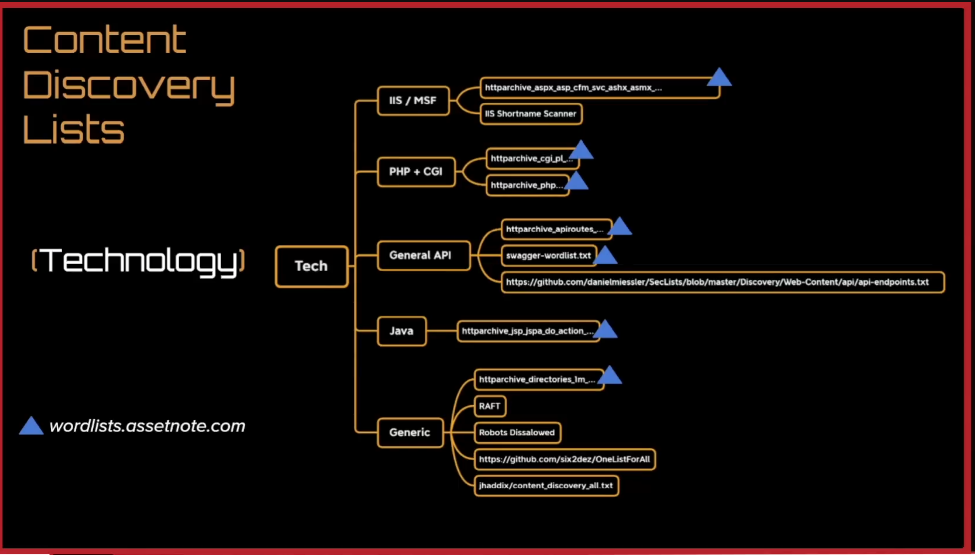 Content
Discovery
Lists
(Technology)
wordlists.assetnote.com
Tech
IIS / MSF
httparchive_aspx_asp_cfm_svc_ashx_asmx_...
IIS Shortname Scanner
PHP + CGI
httparchive_cgi_pl_...
httparchive_php...
General API
httparchive_apiroutes_...
swagger-wordlist.txt
https://github.com/danielmiessler/SecLists/blob/master/Discovery/Web-Content/api/api-endpoints.txt
Java
httparchive_jsp_jspa_do_action_...
Generic
httparchive_directories_1m_...
RAFT
Robots Dissalowed
https://github.com/six2dez/OneListForAll
jhaddix/content_discovery_all.txt